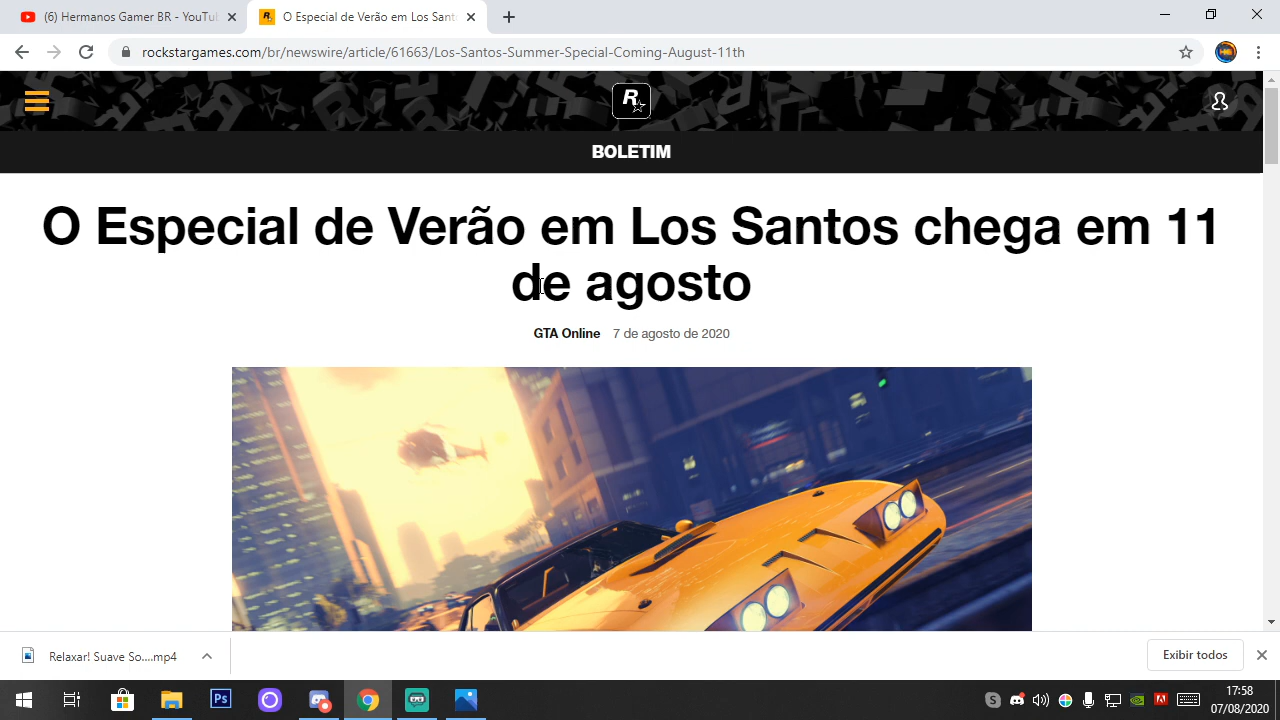 (6) Hermanos Gamer BR - YouTu
O Especial de Verão em Los Sant
rockstargames.com/br/newswire/article/61663/Los-Santos-Summer-Special-Coming-August-11th
R
BOLETIM
O Especial de Verão em Los Santos chega em 11
de agosto
GTA Online 7 de agosto de 2020
Relaxar! Suave So....mp4
Exibir todos
Ps
17:58
07/08/2020